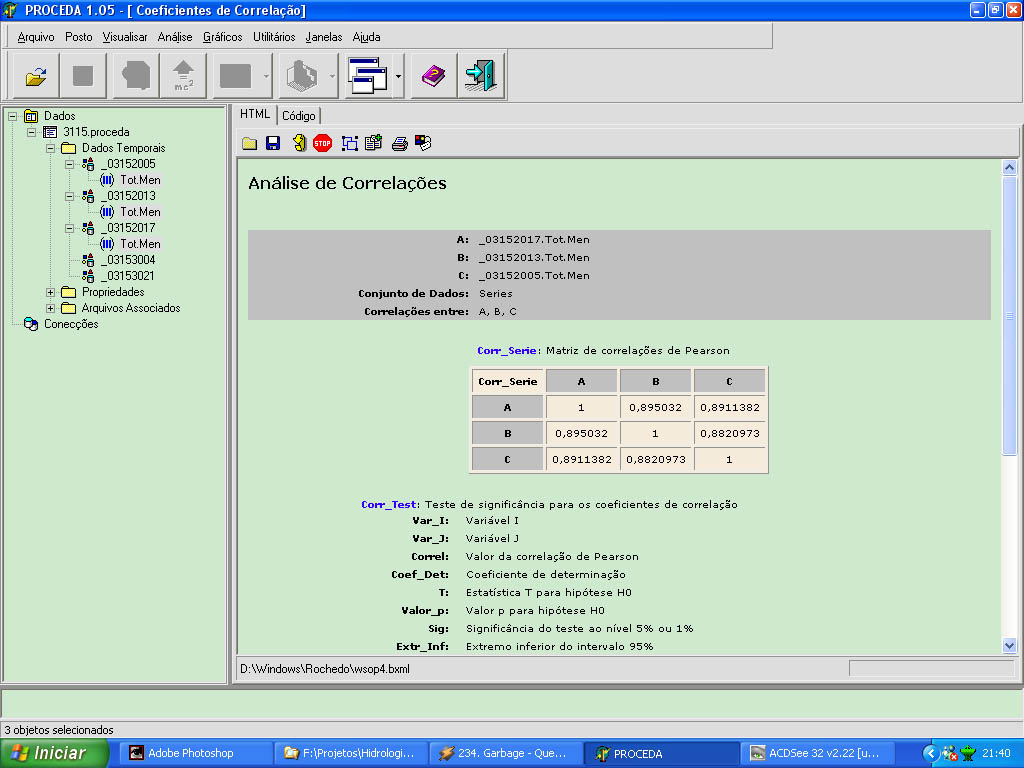 PROCEDA 1.05 - [ Coeficientes de Correlação]
Arquivo Posto Visualisar Análise Gráficos Utilitários Janelas Ajuda
mc²
Dados
3115.proceda
Dados Temporais
_03152005
Tot.Men
_03152013
Tot.Men
_03152017
Tot.Men
_03153004
_03153021
Propriedades
Arquivos Associados
Conecções
HTML Código
STOP
Análise de Correlações
A: _03152017.Tot.Men
B: _03152013.Tot.Men
C: _03152005.Tot.Men
Conjunto de Dados: Series
Correlações entre: A, B, C
Corr_Serie: Matriz de correlações de Pearson
Corr_Serie A B C
A 1 0,895032 0,8911382
B 0,895032 1 0,8820973
C 0,8911382 0,8820973 1
Corr_Test: Teste de significância para os coeficientes de correlação
Var_I: Variável I
Var_J: Variável J
Correl: Valor da correlação de Pearson
Coef_Det: Coeficiente de determinação
T: Estatística T para hipótese H0
Valor_p: Valor p para hipótese H0
Sig: Significância do teste ao nível 5% ou 1%
Extr_Inf: Extremo inferior do intervalo 95%
D:\Windows\Rochedo\wsop4.bxml
3 objetos selecionados
Iniciar Adobe Photoshop F:\Projetos\Hidrologi... 234. Garbage - Que... PROCEDA ACDSee 32 v2.22 [u... 21:40